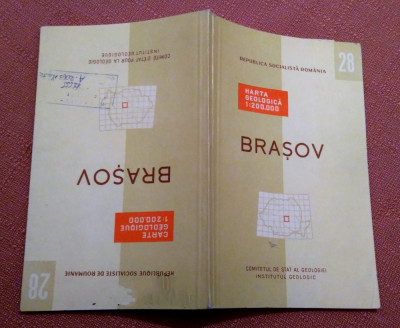 28
REPUBLICA SOCIALISTĂ ROMÂNIA
HARTA
GEOLOGICĂ
1:200.000
BRAȘOV
COMITETUL DE STAT AL GEOLOGIEI
INSTITUTUL GEOLOGIC
28
RÉPUBLIQUE SOCIALISTE DE ROUMANIE
CARTE
GÉOLOGIQUE
1:200.000
BRAȘOV
COMITÉ D'ÉTAT POUR LA GÉOLOGIE
INSTITUT GÉOLOGIQUE